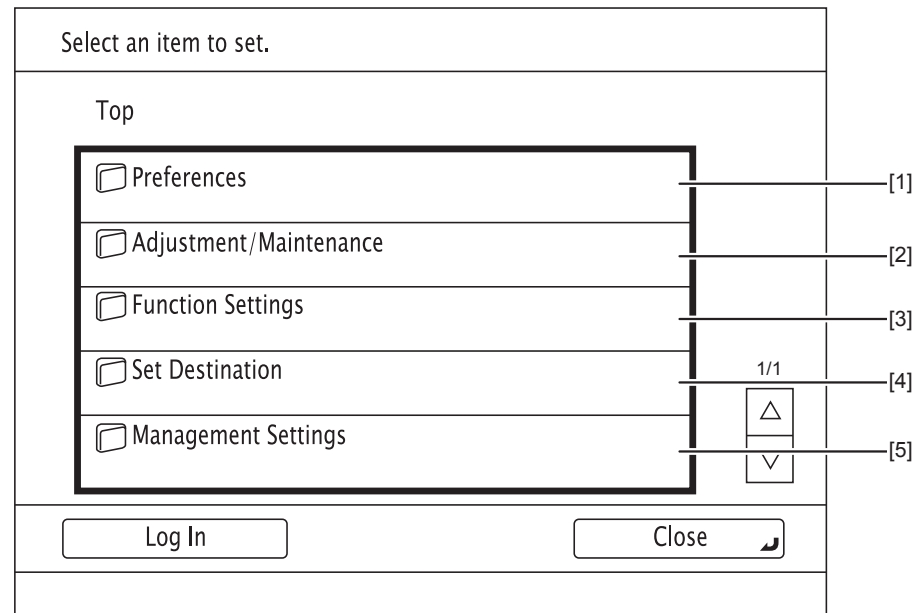 Select an item to set.
Top
Preferences
[1]
Adjustment/Maintenance
[2]
Function Settings
[3]
Set Destination
1/1
[4]
Management Settings
[5]
Log In
Close